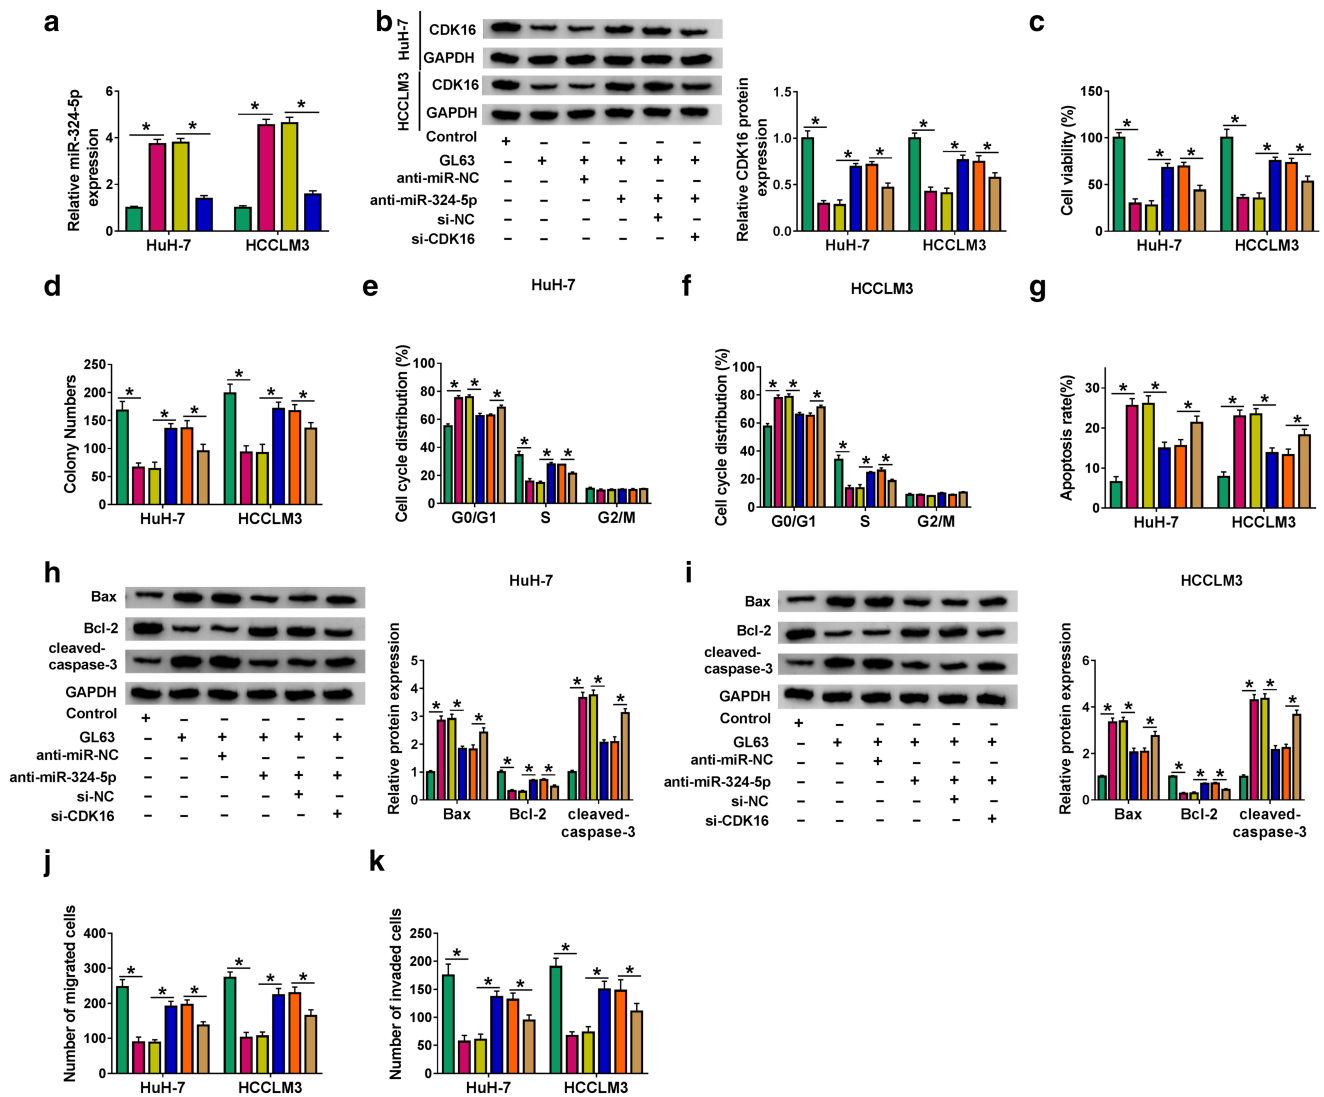 a
Relative miR-324-5p
expression
6
4
2
0
* * * *
HuH-7 HCCLM3
b
HuH-7
HCCLM3
CDK16
GAPDH
CDK16
GAPDH
Control + – – – – –
GL63 – + + + + +
anti-miR-NC – – + – – –
anti-miR-324-5p – – – + + +
si-NC – – – – + –
si-CDK16 – – – – – +
Relative CDK16 protein
expression
1.5
1.0
0.5
0.0
* * * * * *
HuH-7 HCCLM3
c
Cell viability (%)
150
100
50
0
* * * * * *
HuH-7 HCCLM3
d
Colony Numbers
250
200
150
100
50
0
* * * * * *
HuH-7 HCCLM3
e
HuH-7
Cell cycle distribution (%)
100
80
60
40
20
0
* * * * * *
G0/G1 S G2/M
f
HCCLM3
Cell cycle distribution (%)
100
80
60
40
20
0
* * * * * *
G0/G1 S G2/M
g
Apoptosis rate(%)
30
20
10
0
* * * * * *
HuH-7 HCCLM3
h
Bax
Bcl-2
cleaved-
caspase-3
GAPDH
Control + – – – – –
GL63 – + + + + +
anti-miR-NC – – + – – –
anti-miR-324-5p – – – + + +
si-NC – – – – + –
si-CDK16 – – – – – +
HuH-7
Relative protein expression
5
4
3
2
1
0
* * * * * * * * *
Bax Bcl-2 cleaved-
caspase-3
i
Bax
Bcl-2
cleaved-
caspase-3
GAPDH
Control + – – – – –
GL63 – + + + + +
anti-miR-NC – – + – – –
anti-miR-324-5p – – – + + +
si-NC – – – – + –
si-CDK16 – – – – – +
HCCLM3
Relative protein expression
6
4
2
0
* * * * * * * * *
Bax Bcl-2 cleaved-
caspase-3
j
Number of migrated cells
400
300
200
100
0
* * * * * *
HuH-7 HCCLM3
k
Number of invaded cells
250
200
150
100
50
0
* * * * * *
HuH-7 HCCLM3